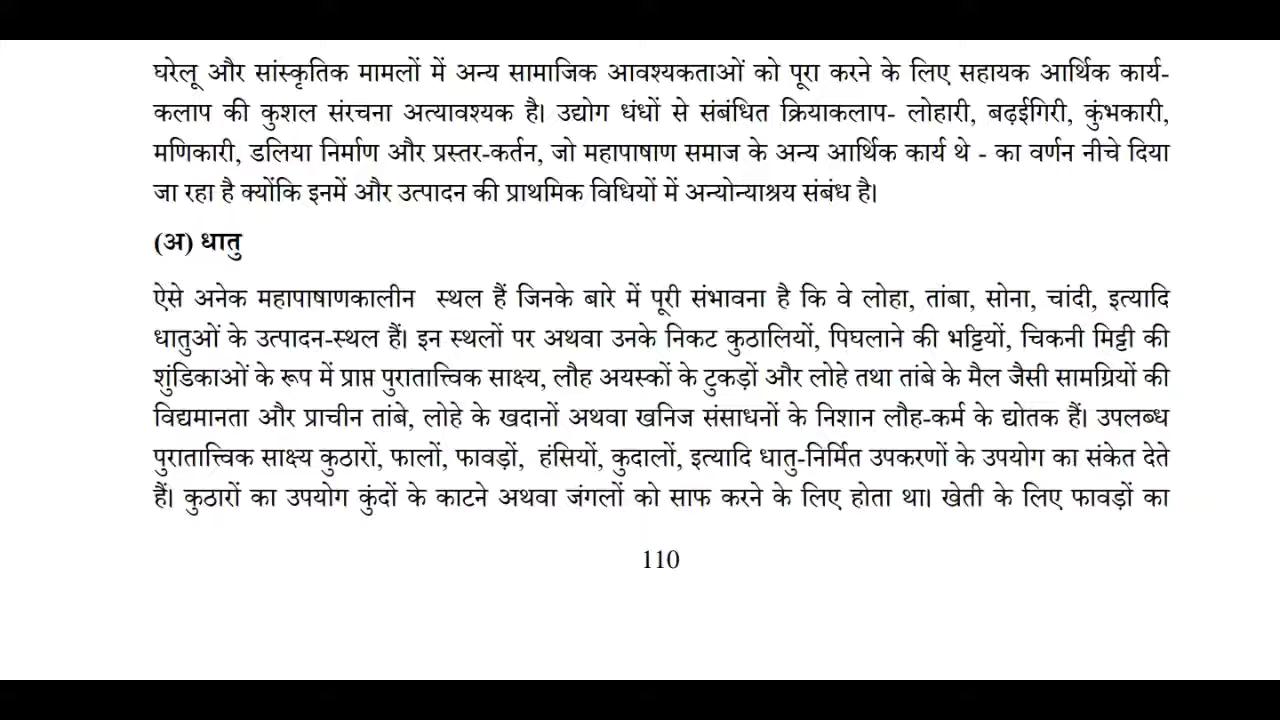 घरेलू और सांस्कृतिक मामलों में अन्य सामाजिक आवश्यकताओं को पूरा करने के लिए सहायक आर्थिक कार्य-
कलाप की कुशल संरचना अत्यावश्यक है। उद्योग धंधों से संबंधित क्रियाकलाप- लोहारी, बढ़ईगिरी, कुंभकारी,
मणिकारी, डलिया निर्माण और प्रस्तर-कर्तन, जो महापाषाण समाज के अन्य आर्थिक कार्य थे - का वर्णन नीचे दिया
जा रहा है क्योंकि इनमें और उत्पादन की प्राथमिक विधियों में अन्योन्याश्रय संबंध है।
(अ) धातु
ऐसे अनेक महापाषाणकालीन स्थल हैं जिनके बारे में पूरी संभावना है कि वे लोहा, तांबा, सोना, चांदी, इत्यादि
धातुओं के उत्पादन-स्थल हैं। इन स्थलों पर अथवा उनके निकट कुठालियों, पिघलाने की भट्टियों, चिकनी मिट्टी की
शुंडिकाओं के रूप में प्राप्त पुरातात्त्विक साक्ष्य, लौह अयस्कों के टुकड़ों और लोहे तथा तांबे के मैल जैसी सामग्रियों की
विद्यमानता और प्राचीन तांबे, लोहे के खदानों अथवा खनिज संसाधनों के निशान लौह-कर्म के द्योतक हैं। उपलब्ध
पुरातात्त्विक साक्ष्य कुठारों, फालों, फावड़ों, हंसियों, कुदालों, इत्यादि धातु-निर्मित उपकरणों के उपयोग का संकेत देते
हैं। कुठारों का उपयोग कुंदों के काटने अथवा जंगलों को साफ करने के लिए होता था। खेती के लिए फावड़ों का
110